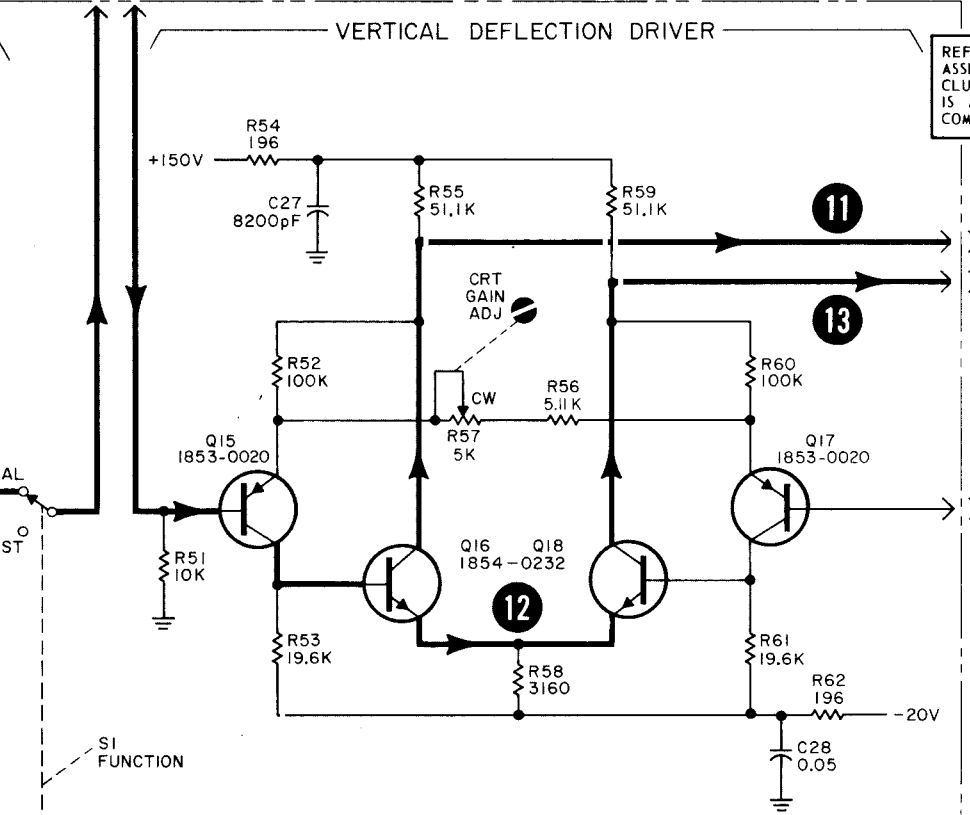 VERTICAL DEFLECTION DRIVER
REF
ASSE
CLU
IS
COM
R54
196
+150V
C27
8200pF
R55
51.1K
R59
51.1K
11
CRT
GAIN
ADJ
13
R52
100K
CW
R57
5K
R56
5.11K
R60
100K
Q15
1853-0020
Q17
1853-0020
AL
ST
R51
10K
Q16
Q18
1854-0232
12
R53
19.6K
R58
3160
R61
19.6K
R62
196
-20V
C28
0.05
S1
FUNCTION